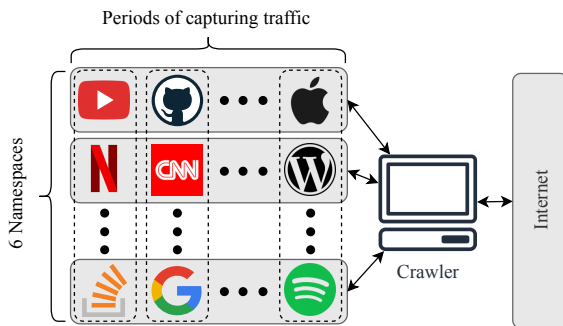 Periods of capturing traffic
6 Namespaces
CNN
Crawler
Internet